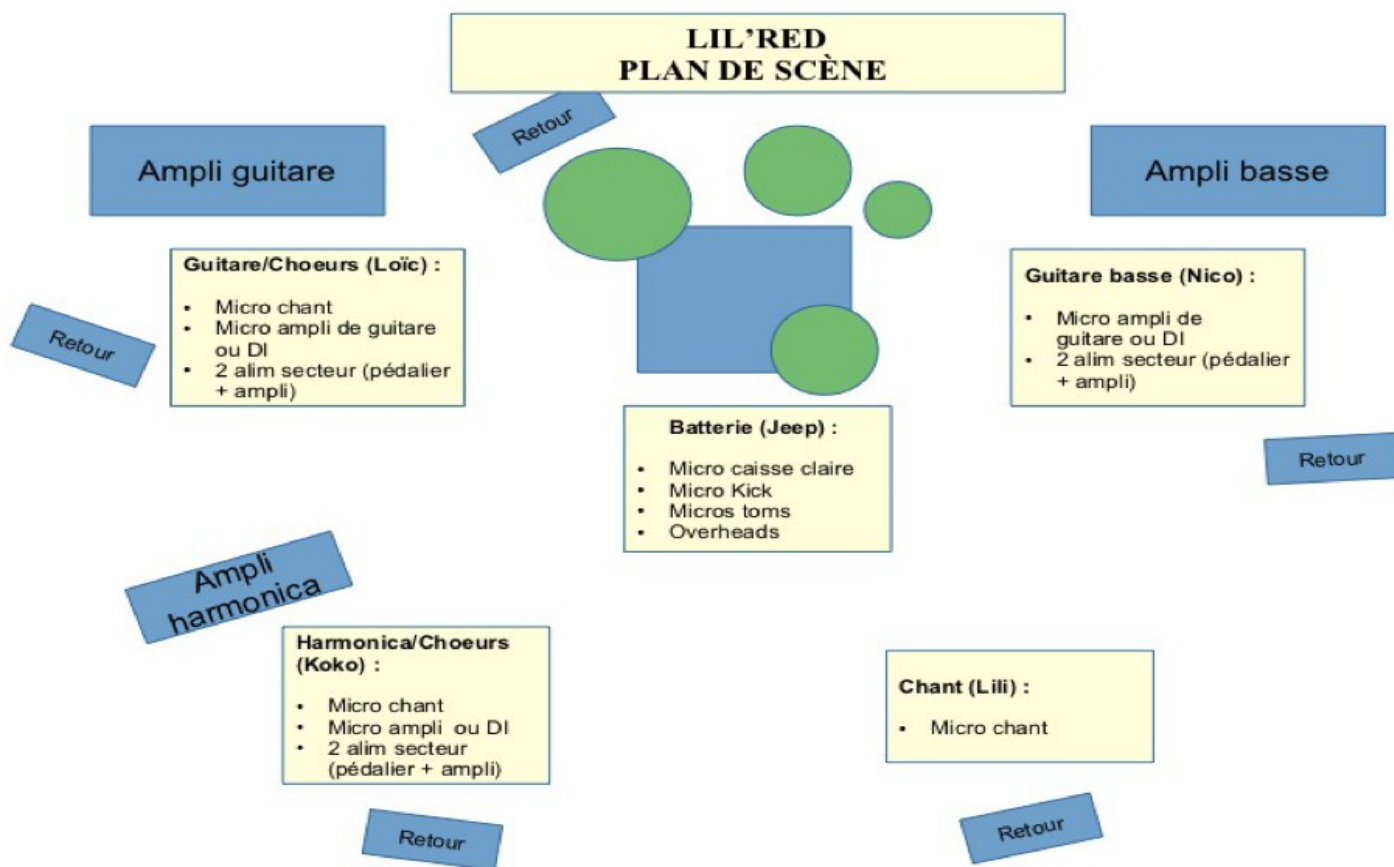 LIL'RED
PLAN DE SCÈNE
Retour
Ampli guitare
Ampli basse
Guitare/Choeurs (Loïc) :
• Micro chant
• Micro ampli de guitare
ou DI
• 2 alim secteur (pédalier
+ ampli)
Retour
Guitare basse (Nico) :
• Micro ampli de
guitare ou DI
• 2 alim secteur (pédalier
+ ampli)
Retour
Batterie (Jeep) :
• Micro caisse claire
• Micro Kick
• Micros toms
• Overheads
Ampli
harmonica
Harmonica/Choeurs
(Koko) :
• Micro chant
• Micro ampli ou DI
• 2 alim secteur
(pédalier + ampli)
Retour
Chant (Lili) :
• Micro chant
Retour